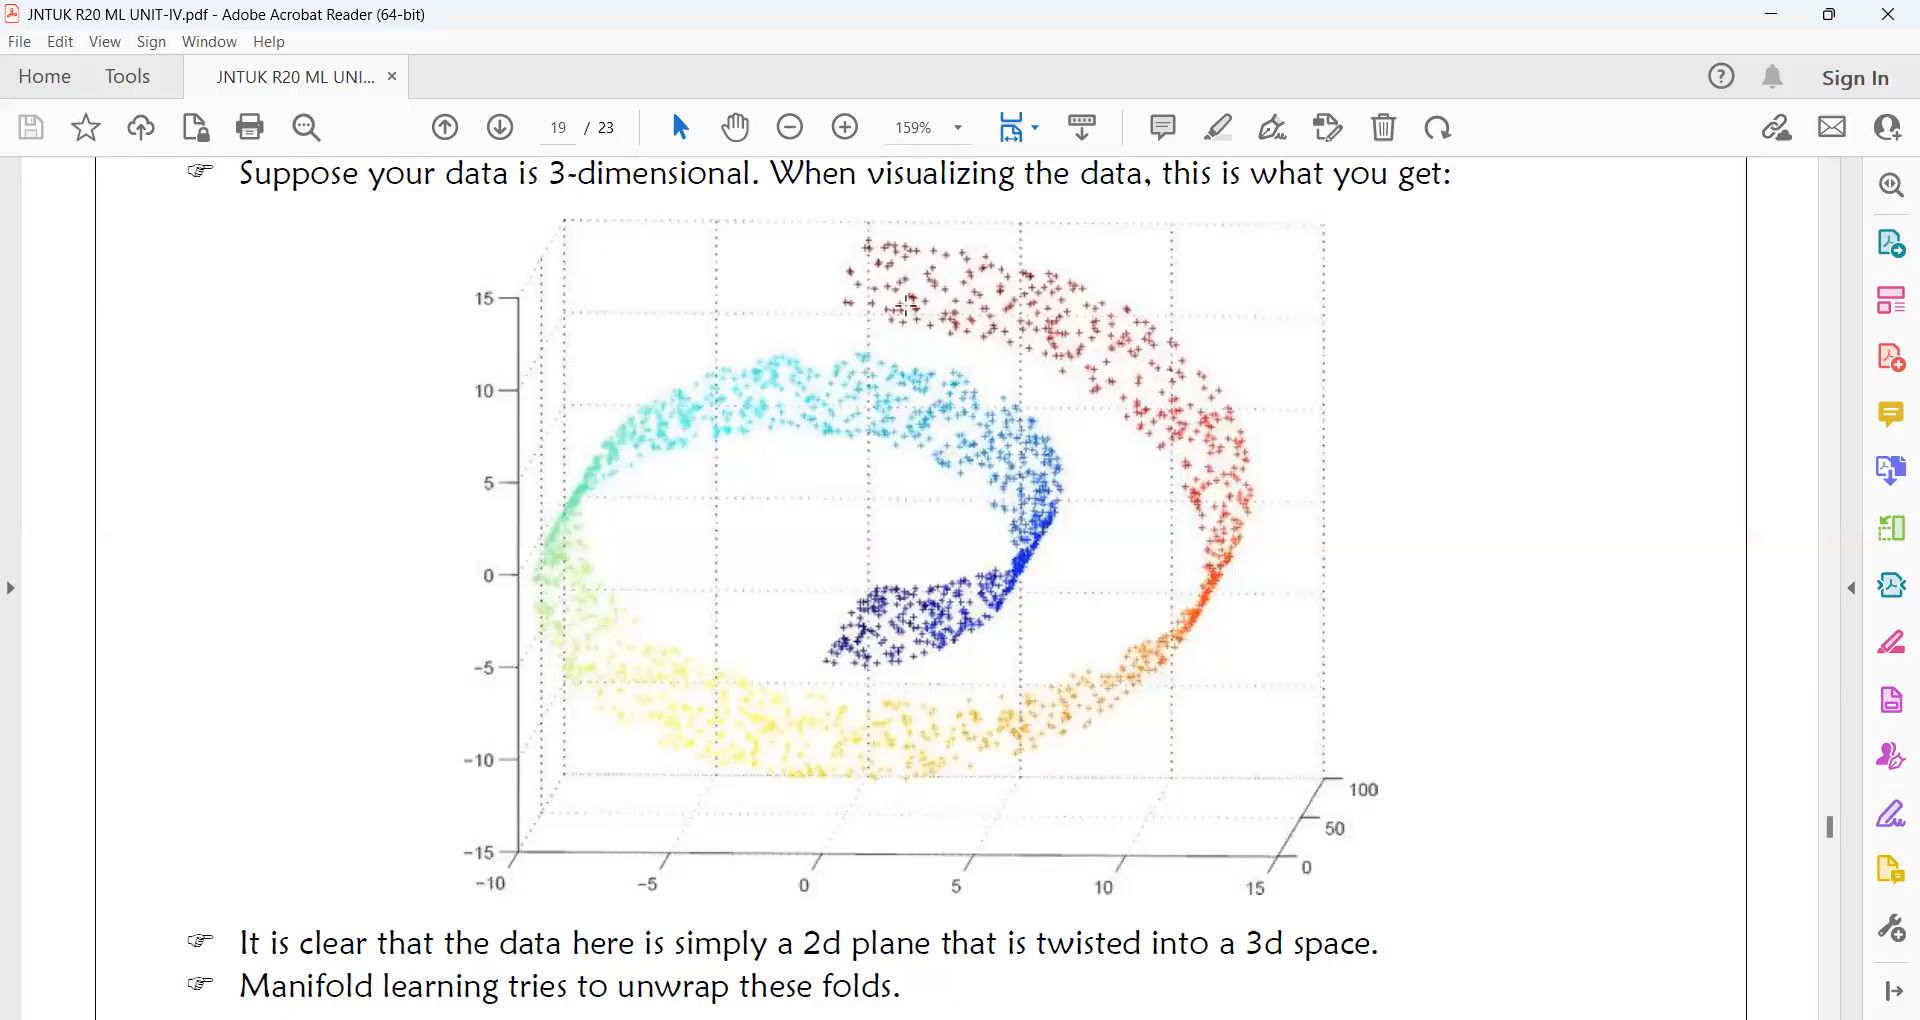 JNTUK R20 ML UNIT-IV.pdf - Adobe Acrobat Reader (64-bit)
File Edit View Sign Window Help
Home Tools JNTUK R20 ML UNI... × Sign In
19 / 23 159%
Suppose your data is 3-dimensional. When visualizing the data, this is what you get:
15
10
5
0
-5
-10
-15
100
50
0
-10 -5 0 5 10 15
It is clear that the data here is simply a 2d plane that is twisted into a 3d space.
Manifold learning tries to unwrap these folds.